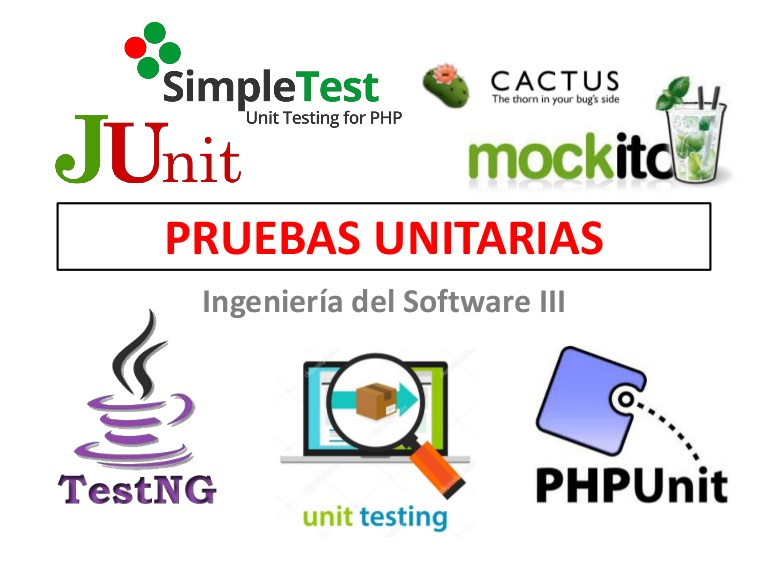 SimpleTest
Unit Testing for PHP
CACTUS
The thorn in your bug's side
JUnit
mockito
PRUEBAS UNITARIAS
Ingeniería del Software III
TestNG
unit testing
PHPUnit